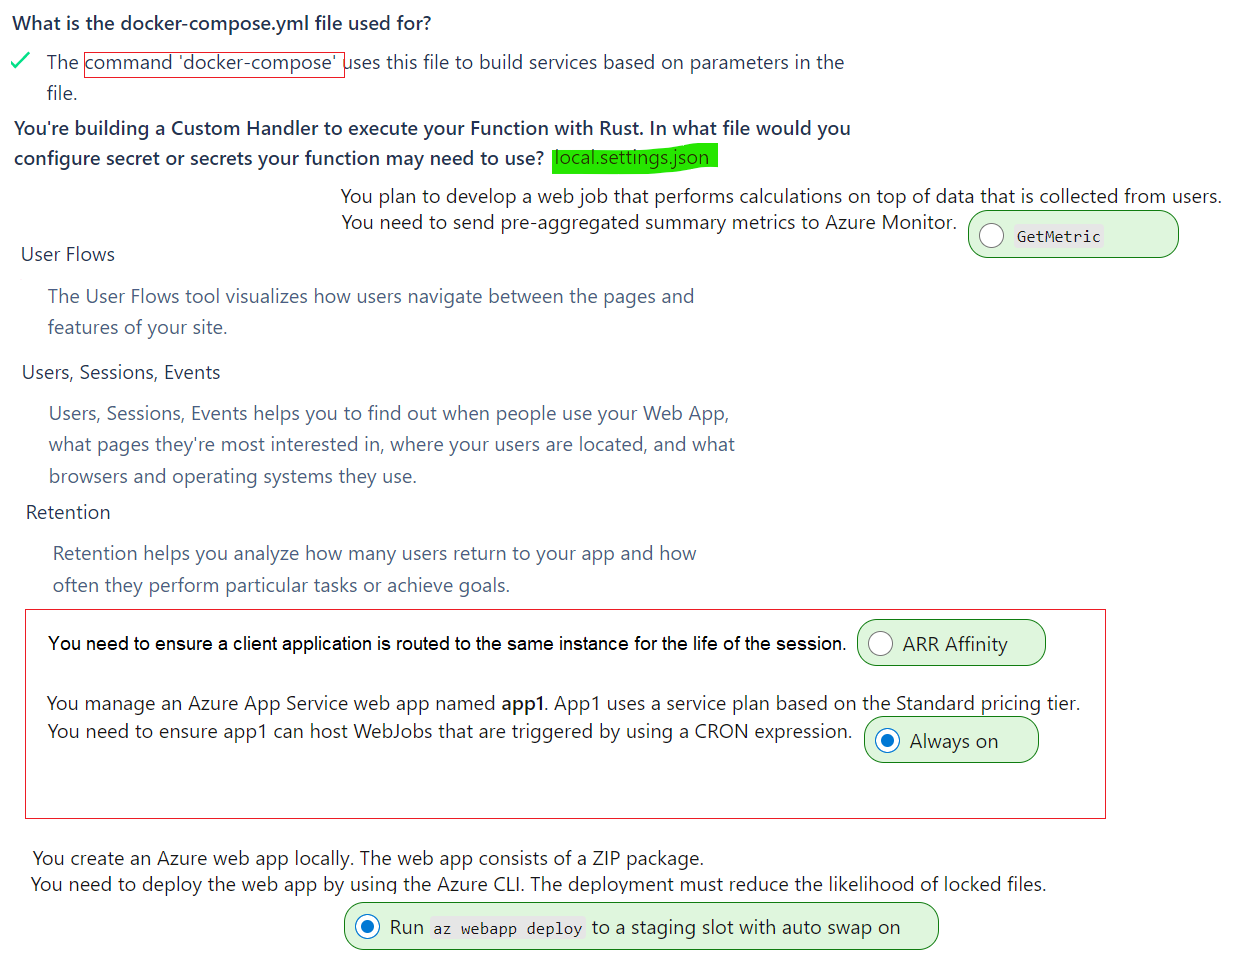 What is the docker-compose.yml file used for?
The command 'docker-compose' uses this file to build services based on parameters in the
file.
You're building a Custom Handler to execute your Function with Rust. In what file would you
configure secret or secrets your function may need to use? local.settings.json
You plan to develop a web job that performs calculations on top of data that is collected from users.
You need to send pre-aggregated summary metrics to Azure Monitor.
GetMetric
User Flows
The User Flows tool visualizes how users navigate between the pages and
features of your site.
Users, Sessions, Events
Users, Sessions, Events helps you to find out when people use your Web App,
what pages they're most interested in, where your users are located, and what
browsers and operating systems they use.
Retention
Retention helps you analyze how many users return to your app and how
often they perform particular tasks or achieve goals.
You need to ensure a client application is routed to the same instance for the life of the session. ARR Affinity
You manage an Azure App Service web app named app1. App1 uses a service plan based on the Standard pricing tier.
You need to ensure app1 can host WebJobs that are triggered by using a CRON expression.
Always on
You create an Azure web app locally. The web app consists of a ZIP package.
You need to deploy the web app by using the Azure CLI. The deployment must reduce the likelihood of locked files.
Run az webapp deploy to a staging slot with auto swap on